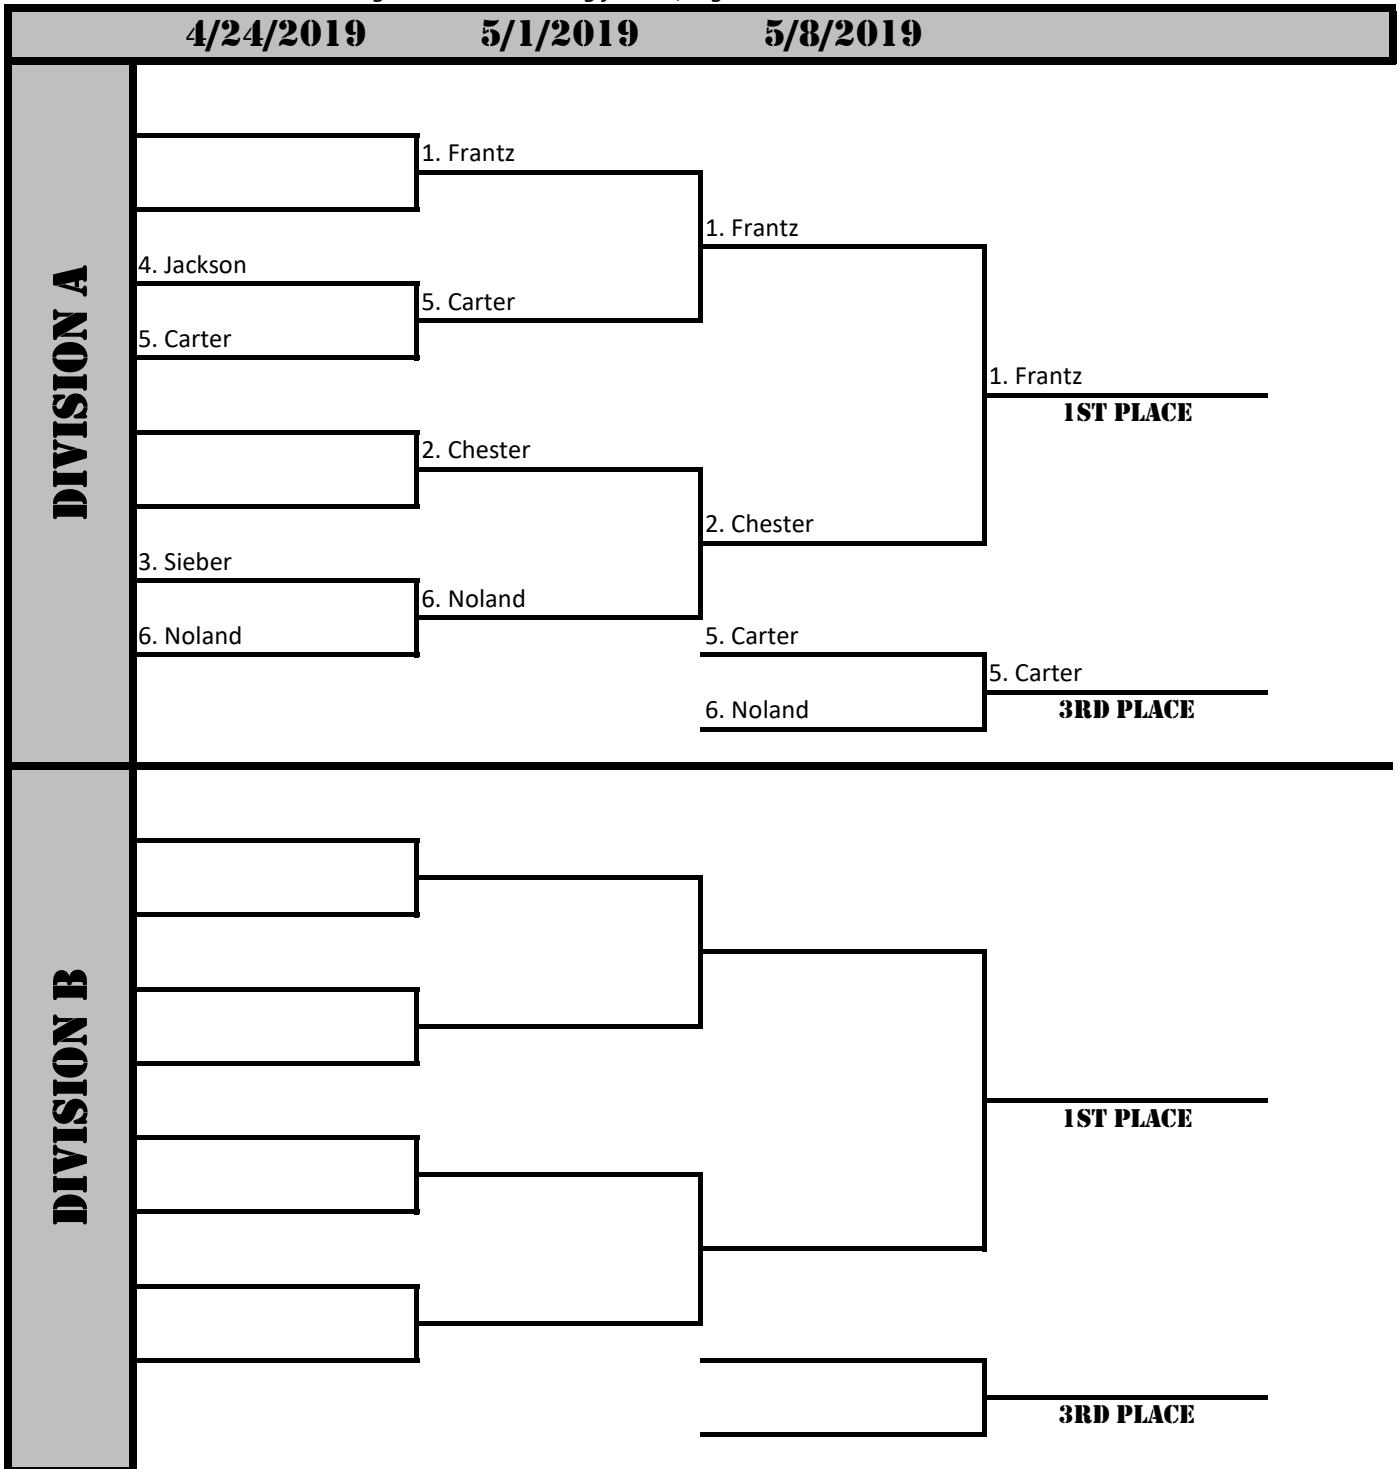 4/24/2019 5/1/2019 5/8/2019
DIVISION A
1. Frantz
1. Frantz
4. Jackson
5. Carter
5. Carter
1. Frantz
1ST PLACE
2. Chester
2. Chester
3. Sieber
6. Noland
6. Noland
5. Carter
5. Carter
6. Noland
3RD PLACE
DIVISION B
1ST PLACE
3RD PLACE